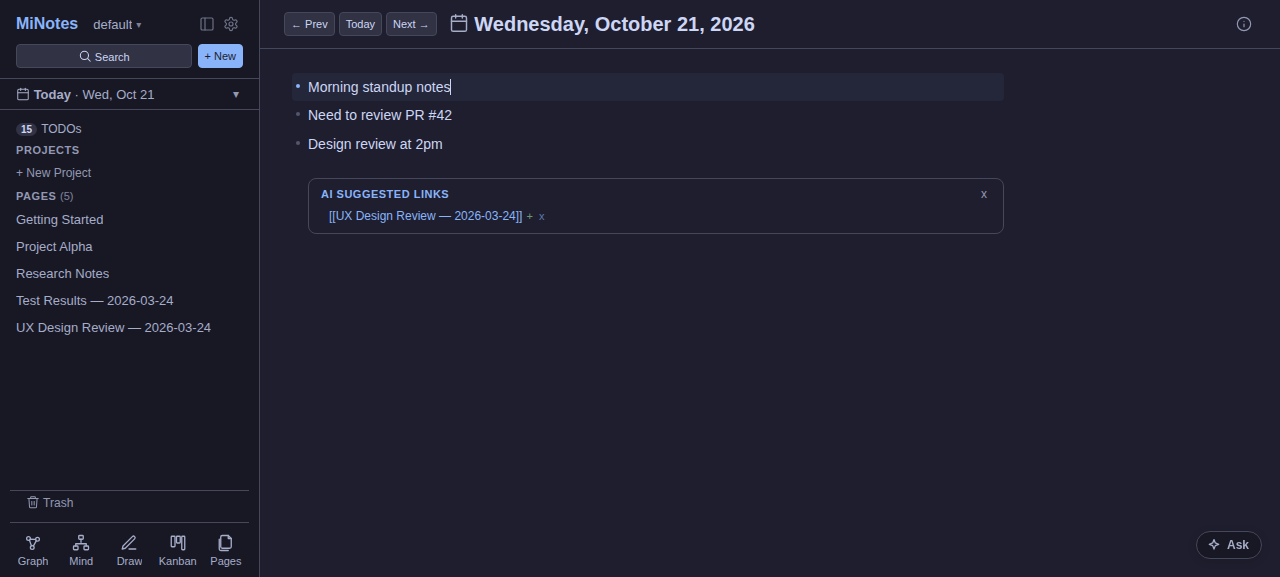 MiNotes default ▾
Search
+ New
Today · Wed, Oct 21 ▼
15 TODOs
PROJECTS
+ New Project
PAGES (5)
Getting Started
Project Alpha
Research Notes
Test Results — 2026-03-24
UX Design Review — 2026-03-24
Trash
Graph Mind Draw Kanban Pages
← Prev Today Next → Wednesday, October 21, 2026
• Morning standup notes
• Need to review PR #42
• Design review at 2pm
AI SUGGESTED LINKS x
[[UX Design Review — 2026-03-24]] + x
Ask